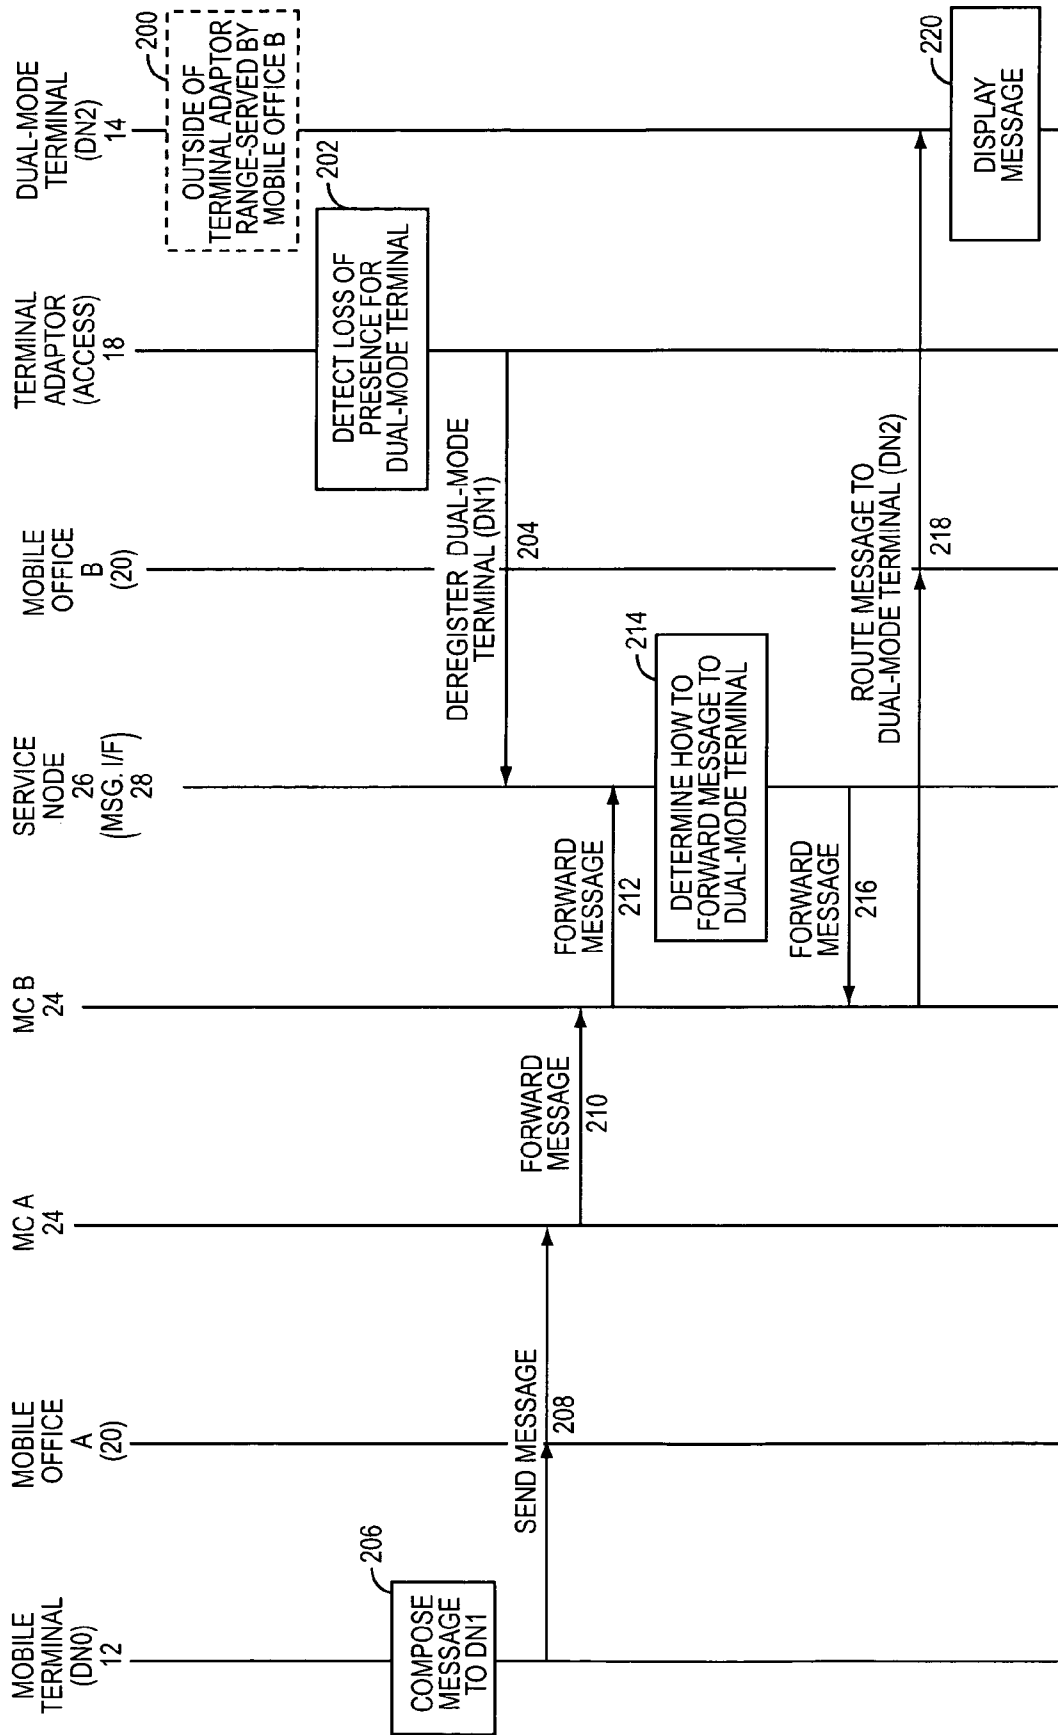 MOBILE
TERMINAL
(DN0)
12
MOBILE
OFFICE
A
(20)
MC A
24
MC B
24
SERVICE
NODE
26
(MSG. I/F)
28
MOBILE
OFFICE
B
(20)
TERMINAL
ADAPTOR
(ACCESS)
18
DUAL-MODE
TERMINAL
(DN2)
14
200
OUTSIDE OF
TERMINAL ADAPTOR
RANGE-SERVED BY
MOBILE OFFICE B
202
DETECT LOSS OF
PRESENCE FOR
DUAL-MODE TERMINAL
DEREGISTER DUAL-MODE
TERMINAL (DN1)
204
206
COMPOSE
MESSAGE
TO DN1
SEND MESSAGE
208
FORWARD
MESSAGE
210
FORWARD
MESSAGE
212
214
DETERMINE HOW TO
FORWARD MESSAGE TO
DUAL-MODE TERMINAL
FORWARD
MESSAGE
216
ROUTE MESSAGE TO
DUAL-MODE TERMINAL (DN2)
218
220
DISPLAY
MESSAGE